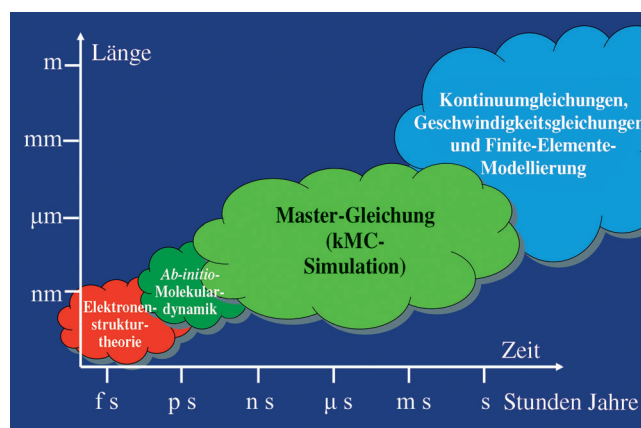 m
Länge
mm
µm
nm
Kontinuumgleichungen,
Geschwindigkeitsgleichungen
und Finite-Elemente-
Modellierung
Master-Gleichung
(kMC-
Simulation)
Ab-initio-
Molekular-
dynamik
Elektronen-
struktur-
theorie
Zeit
f s
p s
n s
µ s
m s
s
Stunden Jahre